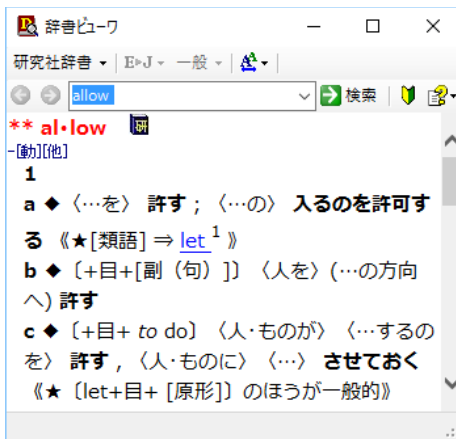 辞書ビューワ
研究社辞書 E▸J 一般 A
allow 検索
** al・low 研
-[動][他]
1
a ◆〈…を〉 許す ; 〈…の〉 入るのを許可す
る 《★[類語] ⇒ let 1 》
b ◆〔+目+[副（句）]〕〈人を〉(…の方向
へ) 許す
c ◆〔+目+ to do〕〈人・ものが〉〈…するの
を〉 許す , 〈人・ものに〉〈…〉 させておく
《★〔let+目+ [原形]〕のほうが一般的》